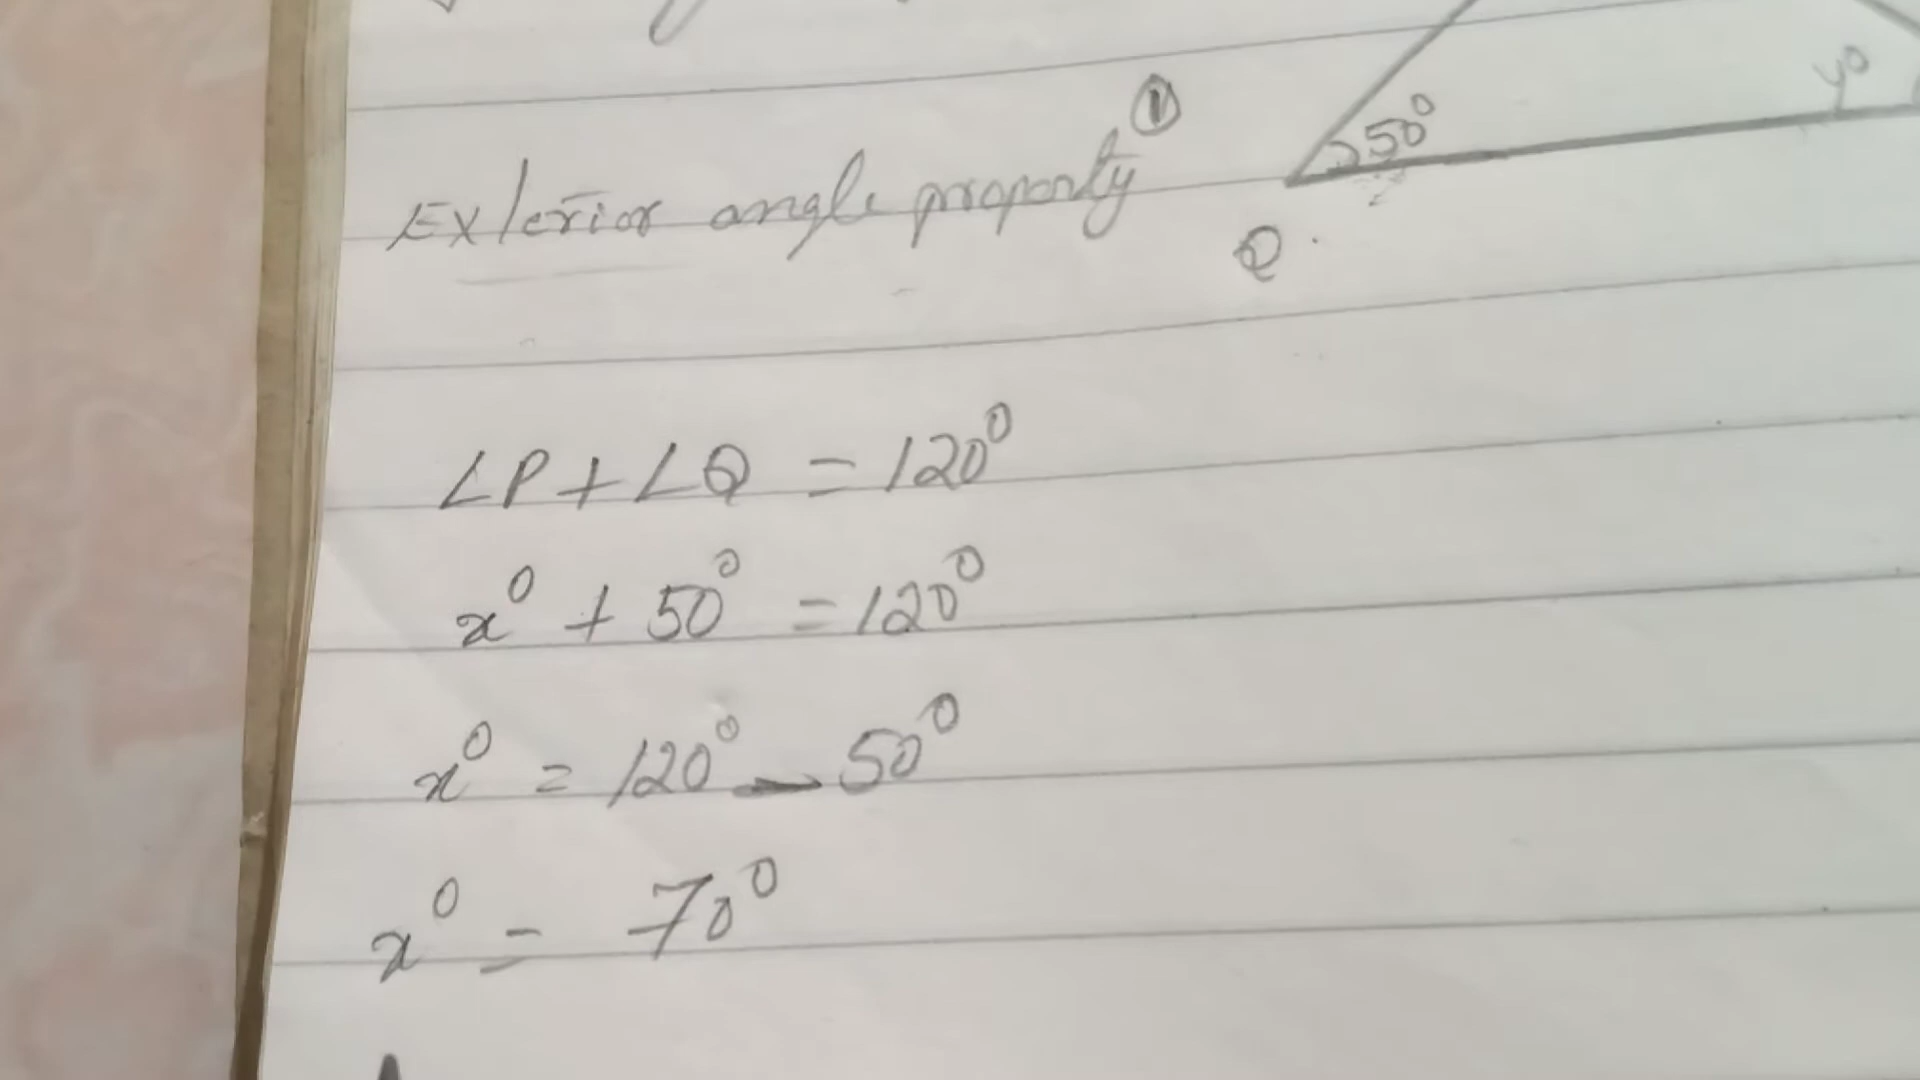 Exterior angle property ①
50°
y°
Q
∠P + ∠Q = 120°
x° + 50° = 120°
x° = 120° - 50°
x° = 70°